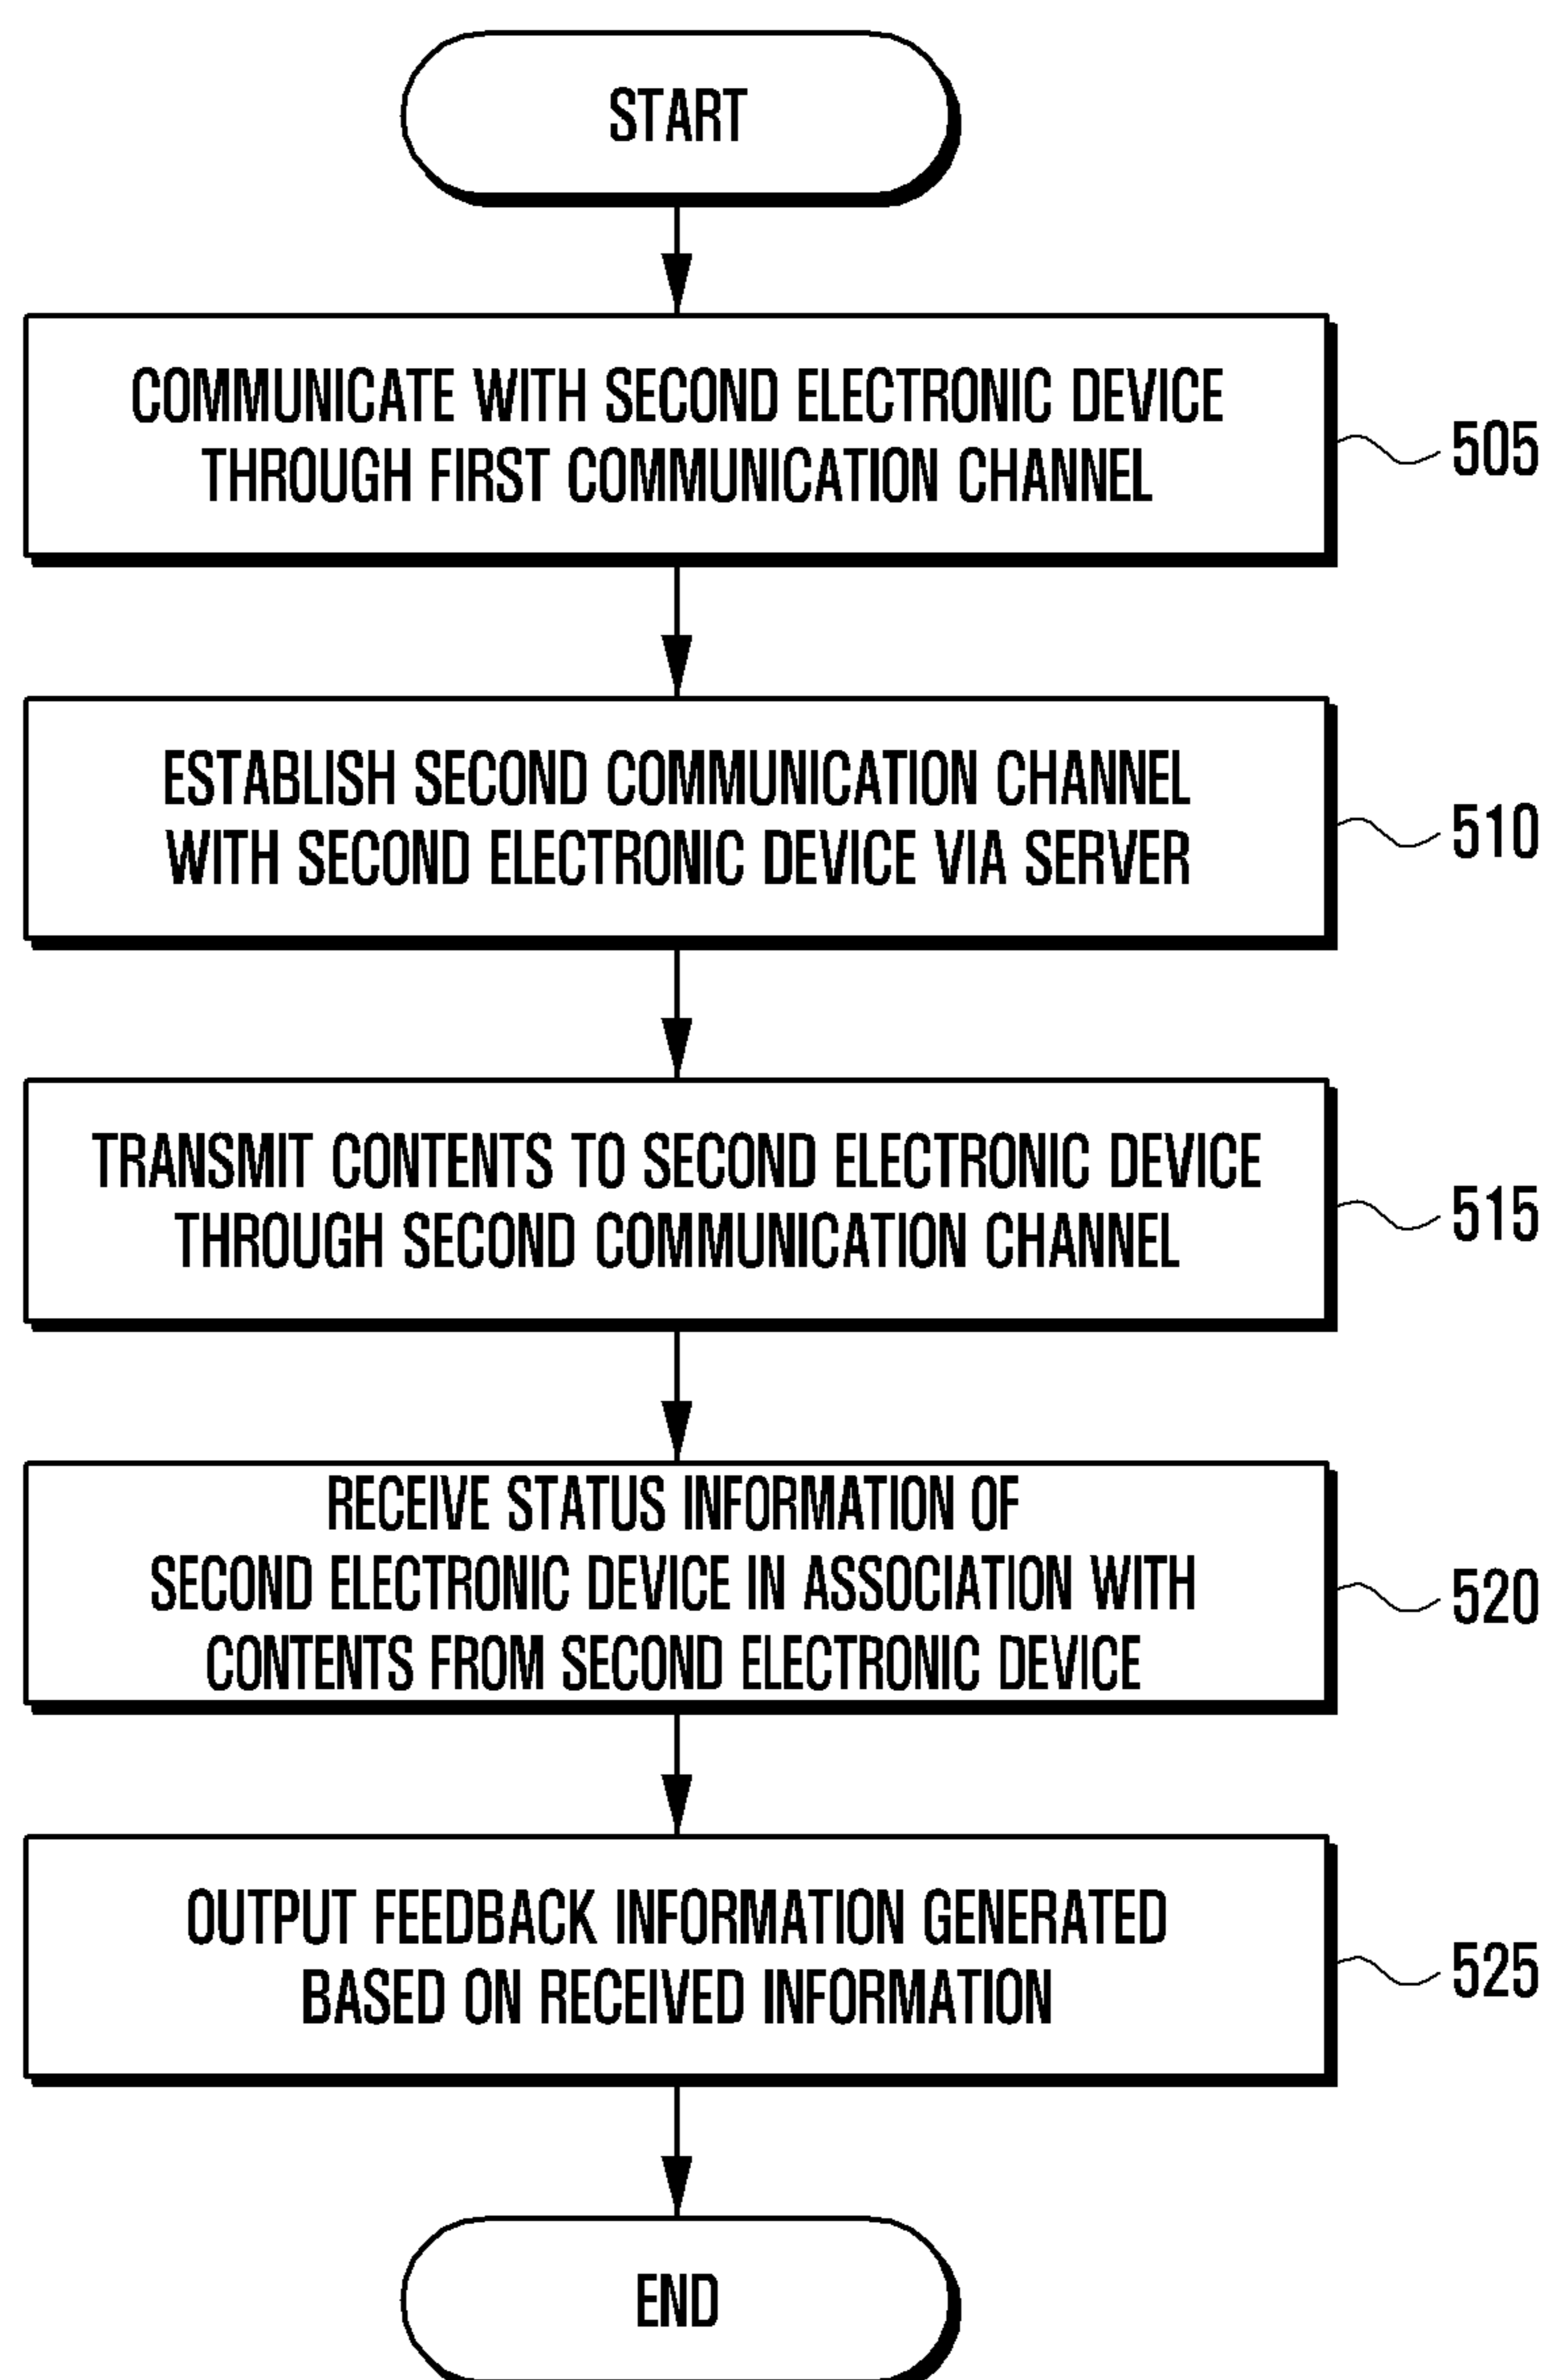 START
COMMUNICATE WITH SECOND ELECTRONIC DEVICE
THROUGH FIRST COMMUNICATION CHANNEL
505
ESTABLISH SECOND COMMUNICATION CHANNEL
WITH SECOND ELECTRONIC DEVICE VIA SERVER
510
TRANSMIT CONTENTS TO SECOND ELECTRONIC DEVICE
THROUGH SECOND COMMUNICATION CHANNEL
515
RECEIVE STATUS INFORMATION OF
SECOND ELECTRONIC DEVICE IN ASSOCIATION WITH
CONTENTS FROM SECOND ELECTRONIC DEVICE
520
OUTPUT FEEDBACK INFORMATION GENERATED
BASED ON RECEIVED INFORMATION
525
END